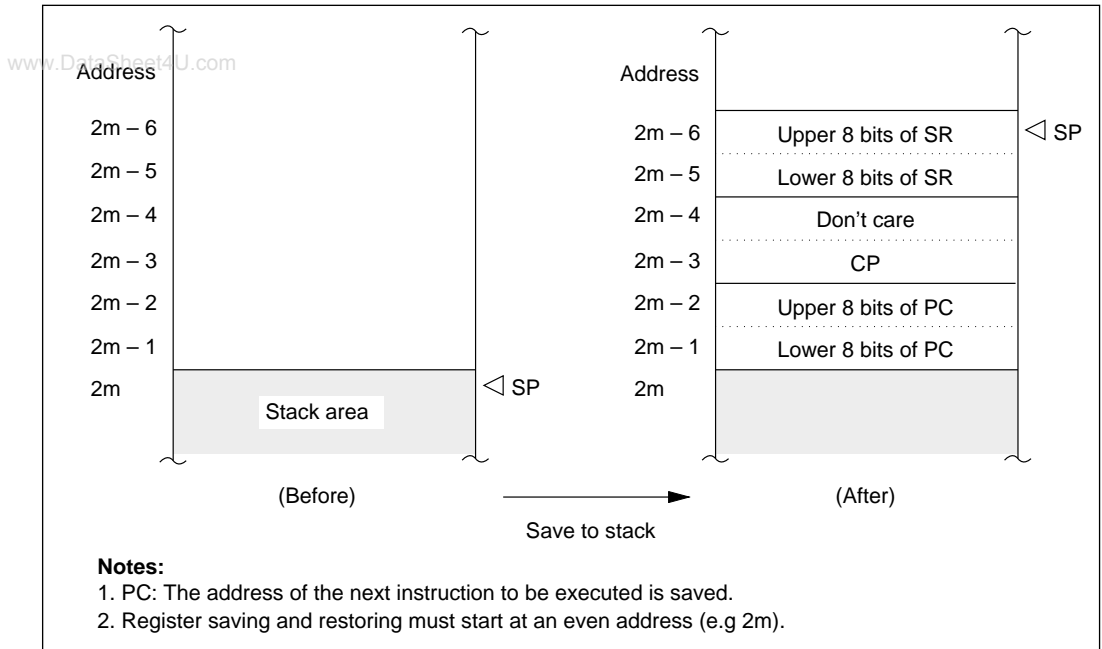 www.DataSheet4U.com
Address
2m – 6
2m – 5
2m – 4
2m – 3
2m – 2
2m – 1
2m
SP
Stack area
(Before)
Save to stack
Address
2m – 6
2m – 5
2m – 4
2m – 3
2m – 2
2m – 1
2m
Upper 8 bits of SR
Lower 8 bits of SR
Don't care
CP
Upper 8 bits of PC
Lower 8 bits of PC
SP
(After)
Notes:
1. PC: The address of the next instruction to be executed is saved.
2. Register saving and restoring must start at an even address (e.g 2m).